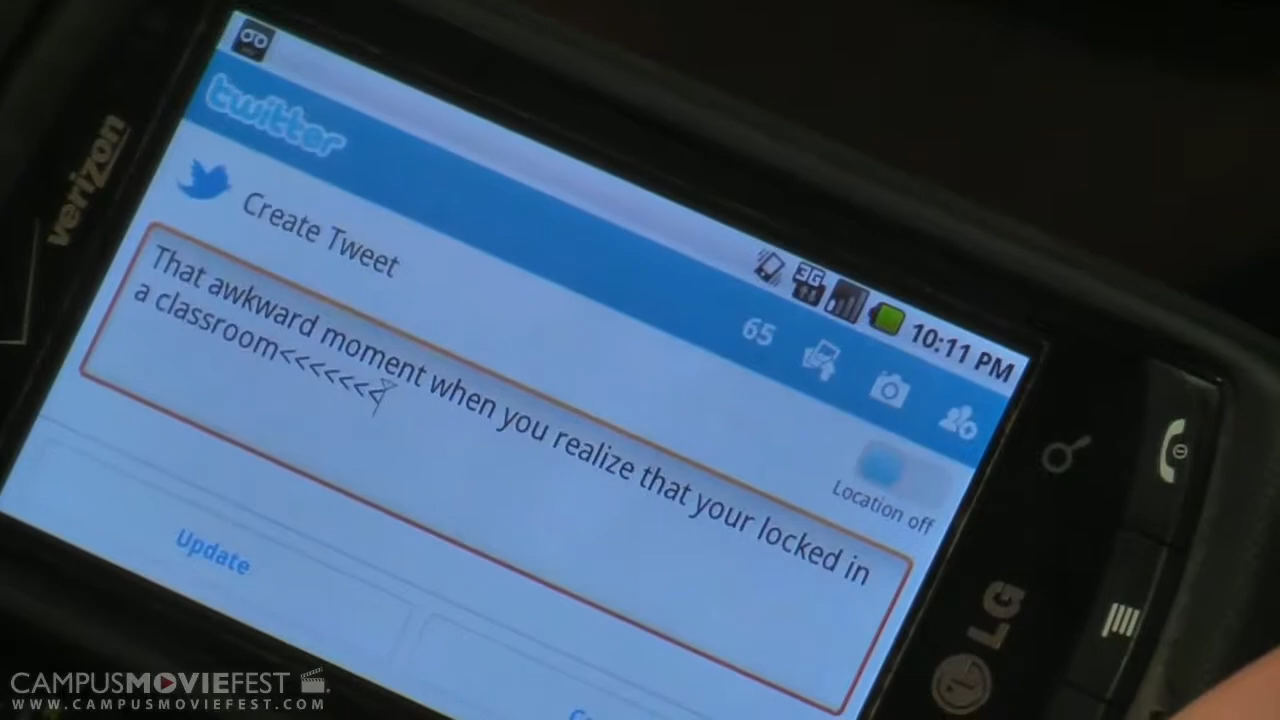 twitter
Create Tweet
That awkward moment when you realize that your locked in
a classroom<<<<<<<
65
3G
10:11 PM
Location off
Update
verizon
LG
CAMPUSMOVIEFEST
WWW.CAMPUSMOVIEFEST.COM